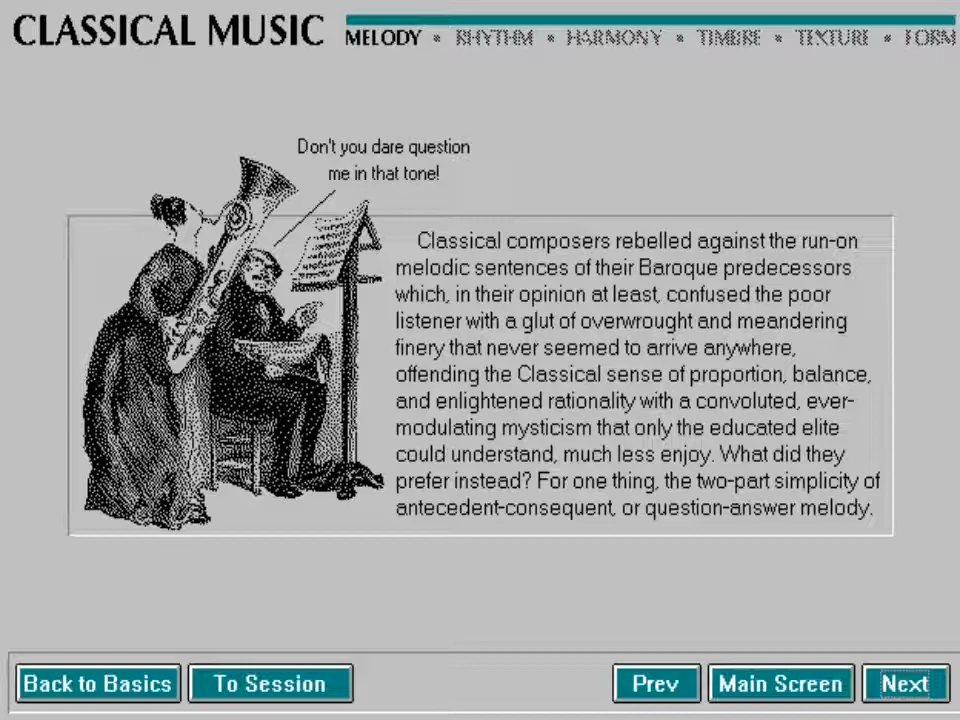 CLASSICAL MUSIC
MELODY • RHYTHM • HARMONY • TIMBRE • TEXTURE • FORM
Don't you dare question
me in that tone!
Classical composers rebelled against the run-on
melodic sentences of their Baroque predecessors
which, in their opinion at least, confused the poor
listener with a glut of overwrought and meandering
finery that never seemed to arrive anywhere,
offending the Classical sense of proportion, balance,
and enlightened rationality with a convoluted, ever-
modulating mysticism that only the educated elite
could understand, much less enjoy. What did they
prefer instead? For one thing, the two-part simplicity of
antecedent-consequent, or question-answer melody.
Back to Basics To Session Prev Main Screen Next